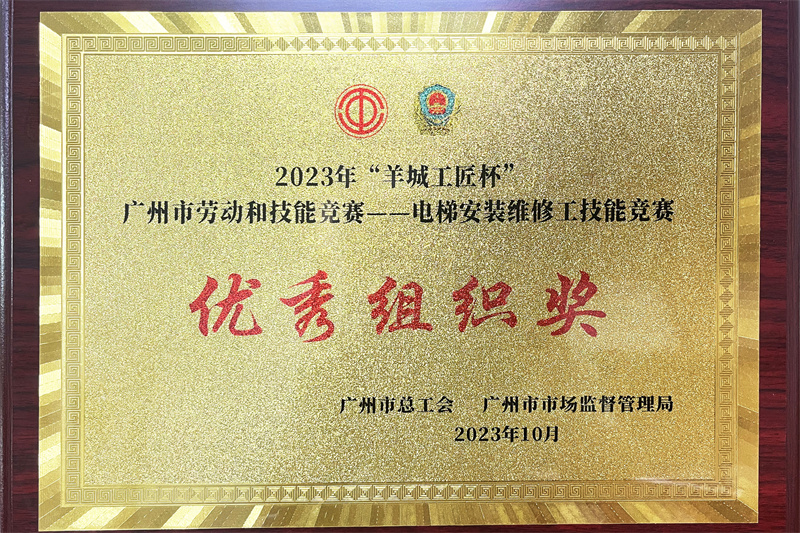 2023年“羊城工匠杯”
广州市劳动和技能竞赛——电梯安装维修工技能竞赛
优秀组织奖
广州市总工会 广州市市场监督管理局
2023年10月